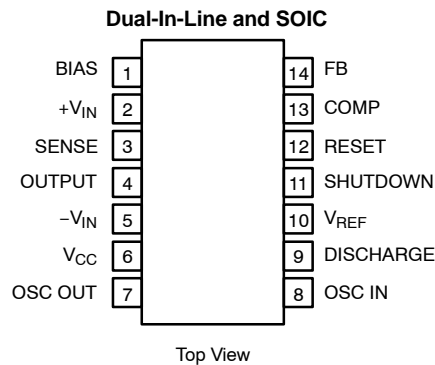 Dual-In-Line and SOIC
BIAS 1 14 FB
+VIN 2 13 COMP
SENSE 3 12 RESET
OUTPUT 4 11 SHUTDOWN
−VIN 5 10 VREF
VCC 6 9 DISCHARGE
OSC OUT 7 8 OSC IN
Top View